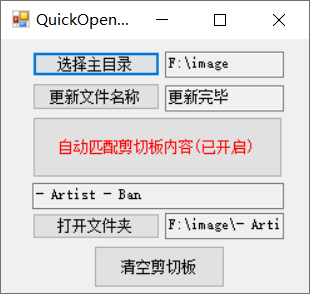 QuickOpen...
选择主目录 F:\image
更新文件名称 更新完毕
自动匹配剪切板内容(已开启)
- Artist - Ban
打开文件夹 F:\image\- Arti
清空剪切板